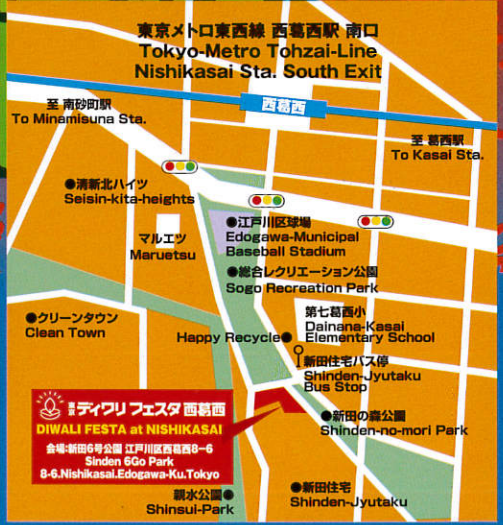 東京メトロ東西線 西葛西駅 南口
Tokyo-Metro Tohzai-Line
Nishikasai Sta. South Exit
西葛西
至 南砂町駅
To Minamisuna Sta.
至 葛西駅
To Kasai Sta.
●清新北ハイツ
Seisin-kita-heights
マルエツ
Maruetsu
●江戸川区球場
Edogawa-Municipal
Baseball Stadium
●総合レクリエーション公園
Sogo Recreation Park
●クリーンタウン
Clean Town
第七葛西小
Dainana-Kasai
Elementary School
Happy Recycle●
新田住宅バス停
Shinden-Jyutaku
Bus Stop
東京 ディワリ フェスタ 西葛西
DIWALI FESTA at NISHIKASAI
会場:新田6号公園 江戸川区西葛西8−6
Sinden 6Go Park
8-6.Nishikasai.Edogawa-Ku.Tokyo
●新田の森公園
Shinden-no-mori Park
親水公園●
Shinsui-Park
●新田住宅
Shinden-Jyutaku